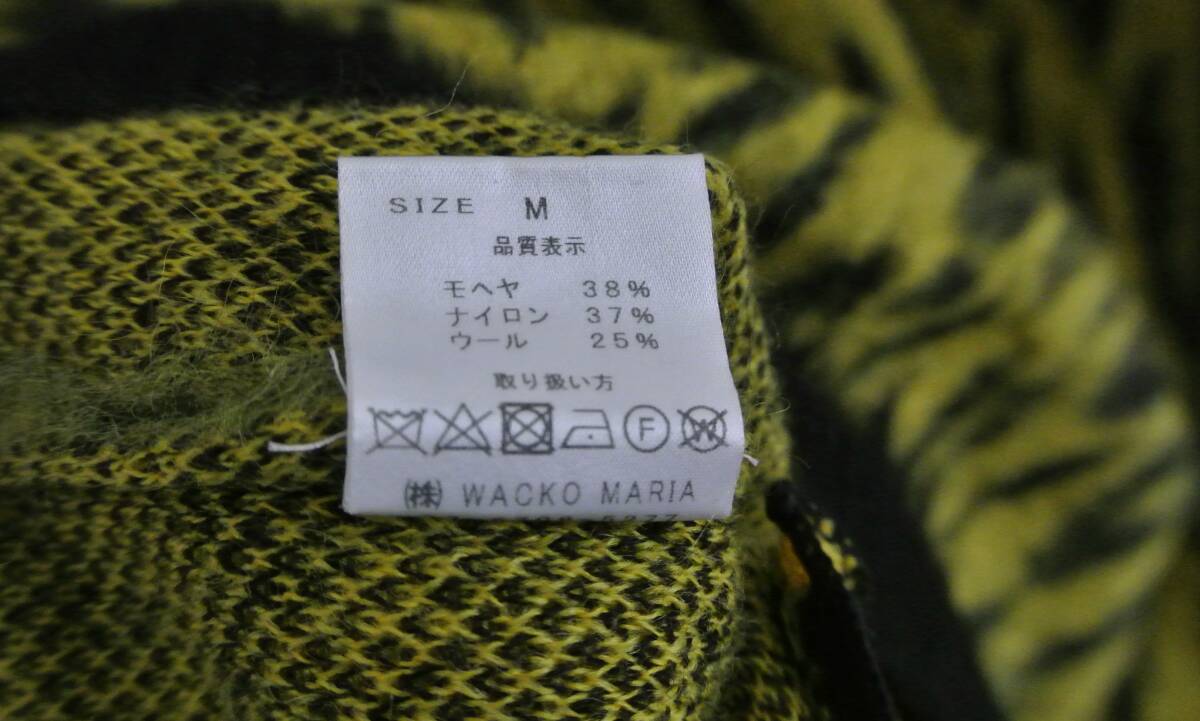 SIZE M
品質表示
モヘヤ 38%
ナイロン 37%
ウール 25%
取り扱い方
F W
㈱ WACKO MARIA